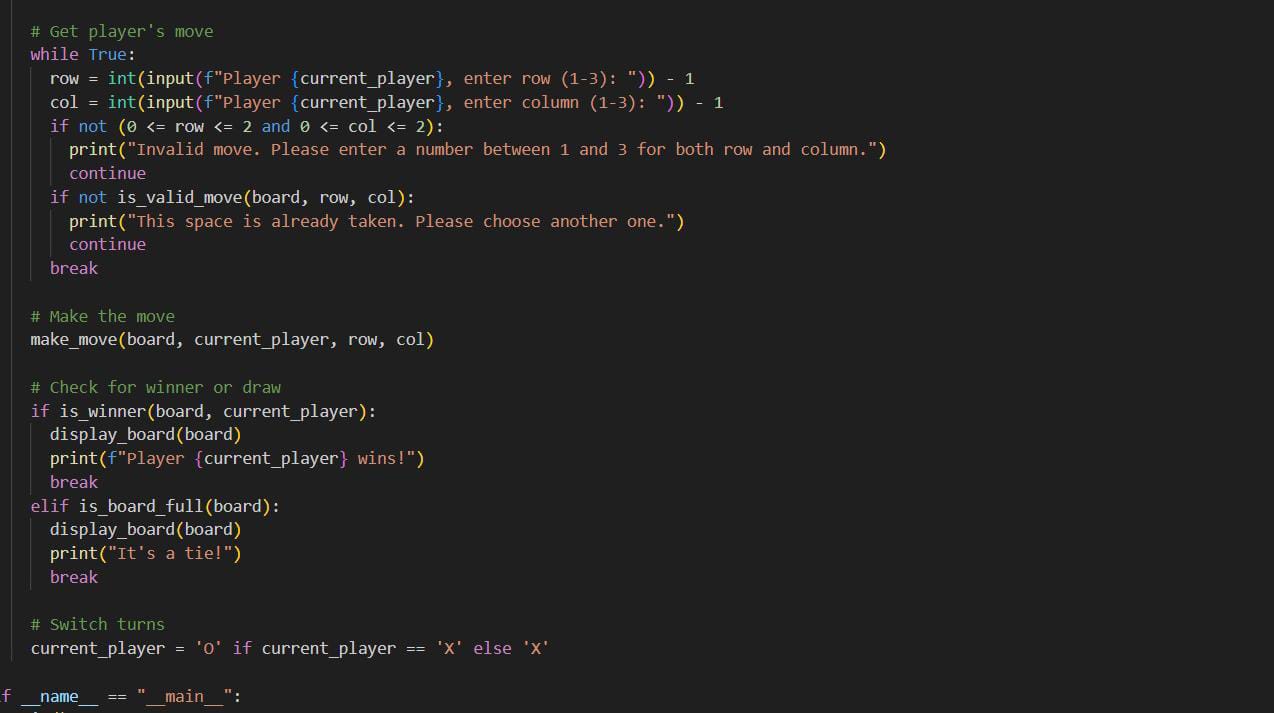 # Get player's move
while True:
row = int(input(f"Player {current_player}, enter row (1-3): ")) - 1
col = int(input(f"Player {current_player}, enter column (1-3): ")) - 1
if not (0 <= row <= 2 and 0 <= col <= 2):
print("Invalid move. Please enter a number between 1 and 3 for both row and column.")
continue
if not is_valid_move(board, row, col):
print("This space is already taken. Please choose another one.")
continue
break
# Make the move
make_move(board, current_player, row, col)
# Check for winner or draw
if is_winner(board, current_player):
display_board(board)
print(f"Player {current_player} wins!")
break
elif is_board_full(board):
display_board(board)
print("It's a tie!")
break
# Switch turns
current_player = 'O' if current_player == 'X' else 'X'
if __name__ == "__main__":